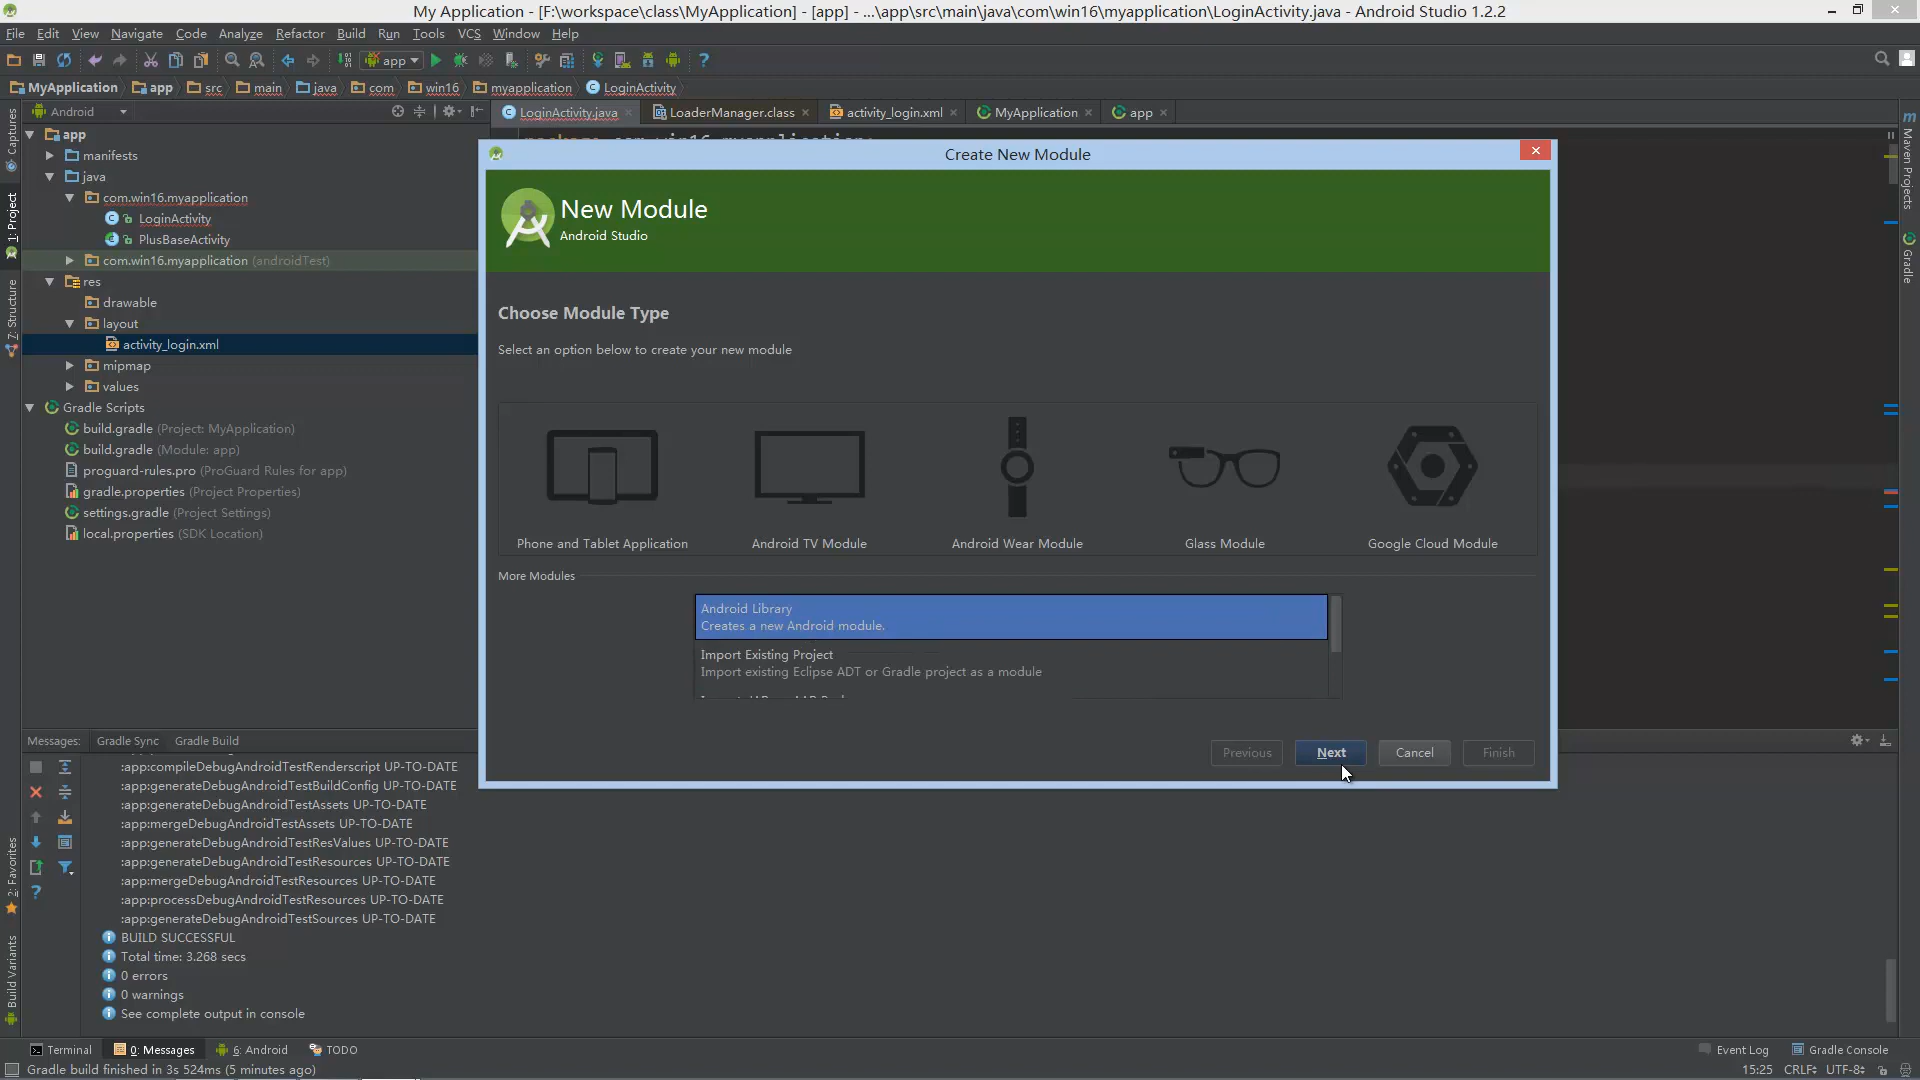 My Application - [F:\workspace\class\MyApplication] - [app] - ...\app\src\main\java\com\win16\myapplication\LoginActivity.java - Android Studio 1.2.2
File Edit View Navigate Code Analyze Refactor Build Run Tools VCS Window Help
app
MyApplication app src main java com win16 myapplication LoginActivity
Android
LoginActivity.java LoaderManager.class activity_login.xml MyApplication app
Captures
1: Project
7: Structure
2: Favorites
Build Variants
Maven Projects
Gradle
app
manifests
java
com.win16.myapplication
LoginActivity
PlusBaseActivity
com.win16.myapplication (androidTest)
res
drawable
layout
activity_login.xml
mipmap
values
Gradle Scripts
build.gradle (Project: MyApplication)
build.gradle (Module: app)
proguard-rules.pro (ProGuard Rules for app)
gradle.properties (Project Properties)
settings.gradle (Project Settings)
local.properties (SDK Location)
Create New Module
New Module
Android Studio
Choose Module Type
Select an option below to create your new module
Phone and Tablet Application
Android TV Module
Android Wear Module
Glass Module
Google Cloud Module
More Modules
Android Library
Creates a new Android module.
Import Existing Project
Import existing Eclipse ADT or Gradle project as a module
Previous Next Cancel Finish
Messages: Gradle Sync Gradle Build
:app:compileDebugAndroidTestRenderscript UP-TO-DATE
:app:generateDebugAndroidTestBuildConfig UP-TO-DATE
:app:generateDebugAndroidTestAssets UP-TO-DATE
:app:mergeDebugAndroidTestAssets UP-TO-DATE
:app:generateDebugAndroidTestResValues UP-TO-DATE
:app:generateDebugAndroidTestResources UP-TO-DATE
:app:mergeDebugAndroidTestResources UP-TO-DATE
:app:processDebugAndroidTestResources UP-TO-DATE
:app:generateDebugAndroidTestSources UP-TO-DATE
BUILD SUCCESSFUL
Total time: 3.268 secs
0 errors
0 warnings
See complete output in console
Terminal 0: Messages 6: Android TODO Event Log Gradle Console
Gradle build finished in 3s 524ms (5 minutes ago) 15:25 CRLF UTF-8